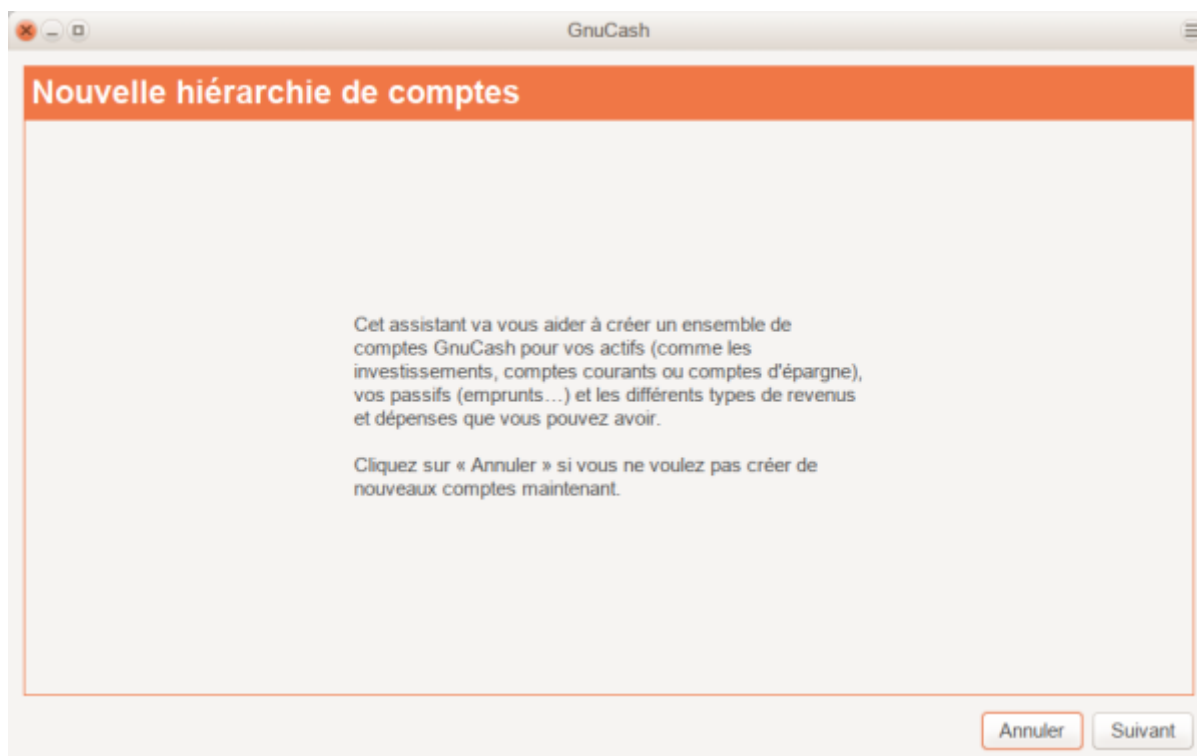 GnuCash
Nouvelle hiérarchie de comptes
Cet assistant va vous aider à créer un ensemble de
comptes GnuCash pour vos actifs (comme les
investissements, comptes courants ou comptes d'épargne),
vos passifs (emprunts…) et les différents types de revenus
et dépenses que vous pouvez avoir.
Cliquez sur « Annuler » si vous ne voulez pas créer de
nouveaux comptes maintenant.
Annuler
Suivant